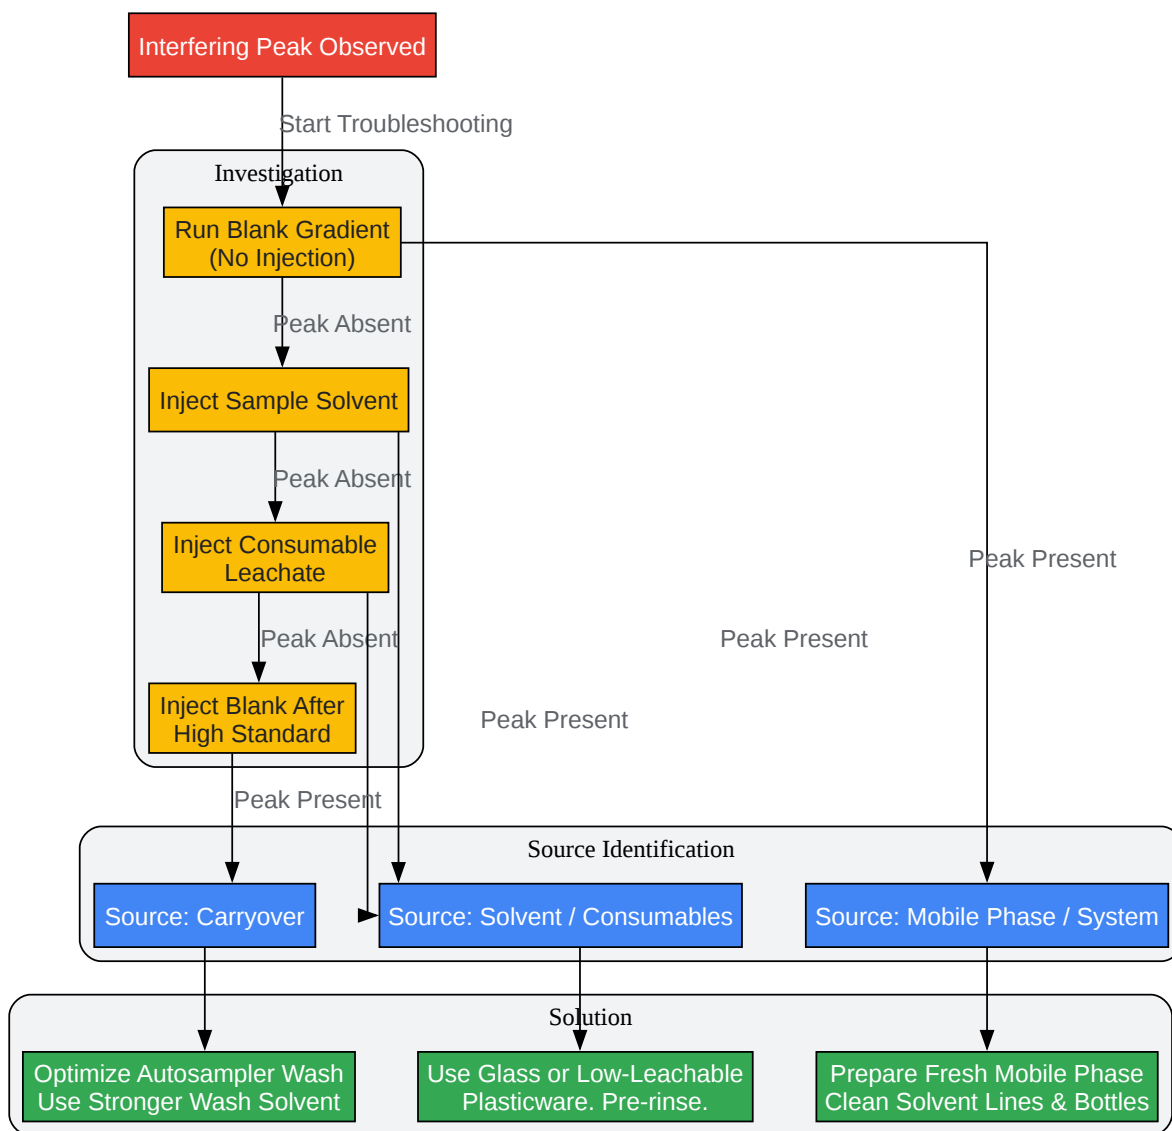 Interfering Peak Observed
Start Troubleshooting
Investigation
Run Blank Gradient
(No Injection)
Peak Absent
Inject Sample Solvent
Peak Absent
Inject Consumable
Leachate
Peak Present
Peak Absent
Peak Present
Inject Blank After
High Standard
Peak Present
Peak Present
Source Identification
Source: Carryover
Source: Solvent / Consumables
Source: Mobile Phase / System
Solution
Optimize Autosampler Wash
Use Stronger Wash Solvent
Use Glass or Low-Leachable
Plasticware. Pre-rinse.
Prepare Fresh Mobile Phase
Clean Solvent Lines & Bottles